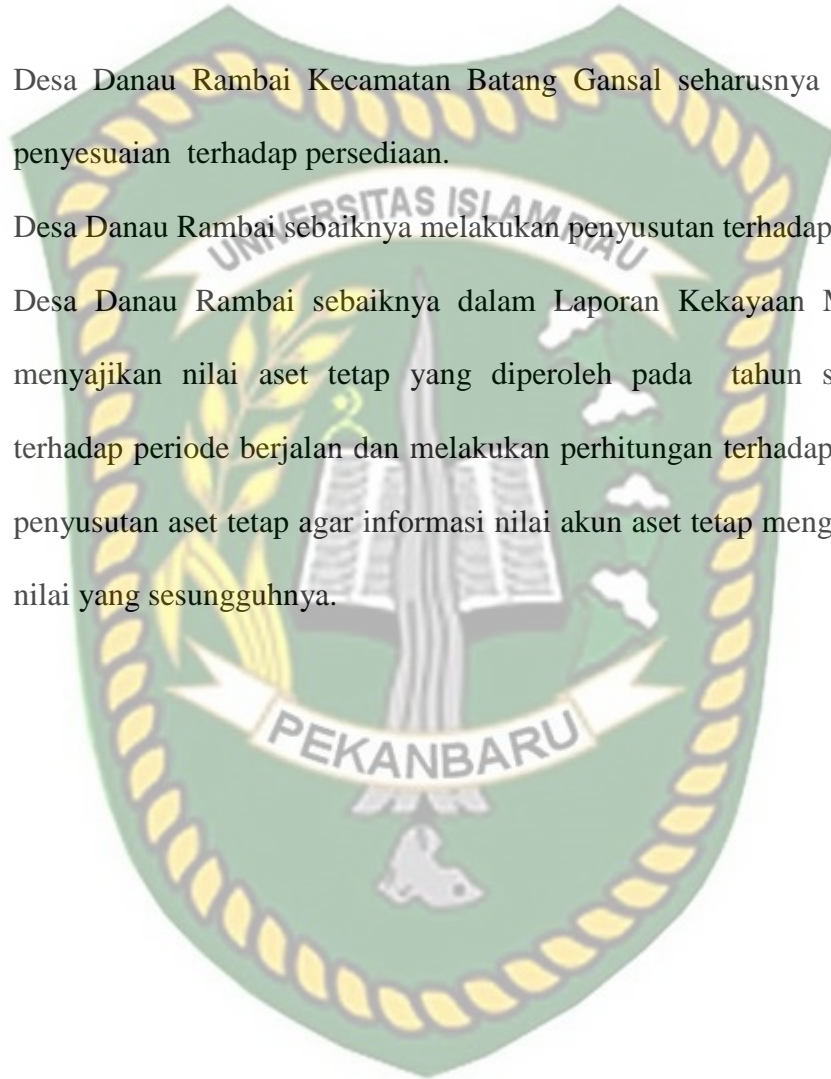 Desa Danau Rambai Kecamatan Batang Gansal seharusnya
penyesuaian terhadap persediaan.
UNIVERSITAS ISLAM RIAU
Desa Danau Rambai sebaiknya melakukan penyusutan terhadap
Desa Danau Rambai sebaiknya dalam Laporan Kekayaan M
menyajikan nilai aset tetap yang diperoleh pada tahun s
terhadap periode berjalan dan melakukan perhitungan terhadap
penyusutan aset tetap agar informasi nilai akun aset tetap meng
nilai yang sesungguhnya.
PEKANBARU